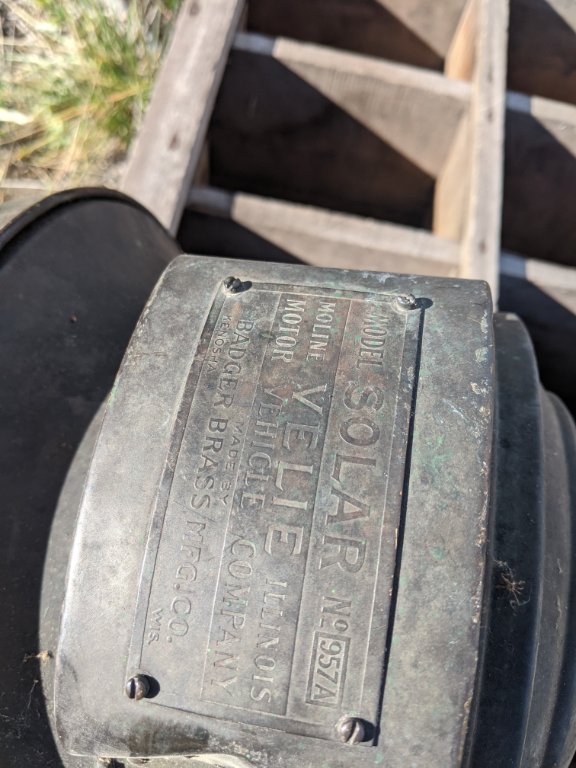 MODEL SOLAR No 957A
MOLINE VELIE ILLINOIS
MOTOR VEHICLE COMPANY
MADE BY
BADGER BRASS MFG. CO.
KENOSHA WIS.